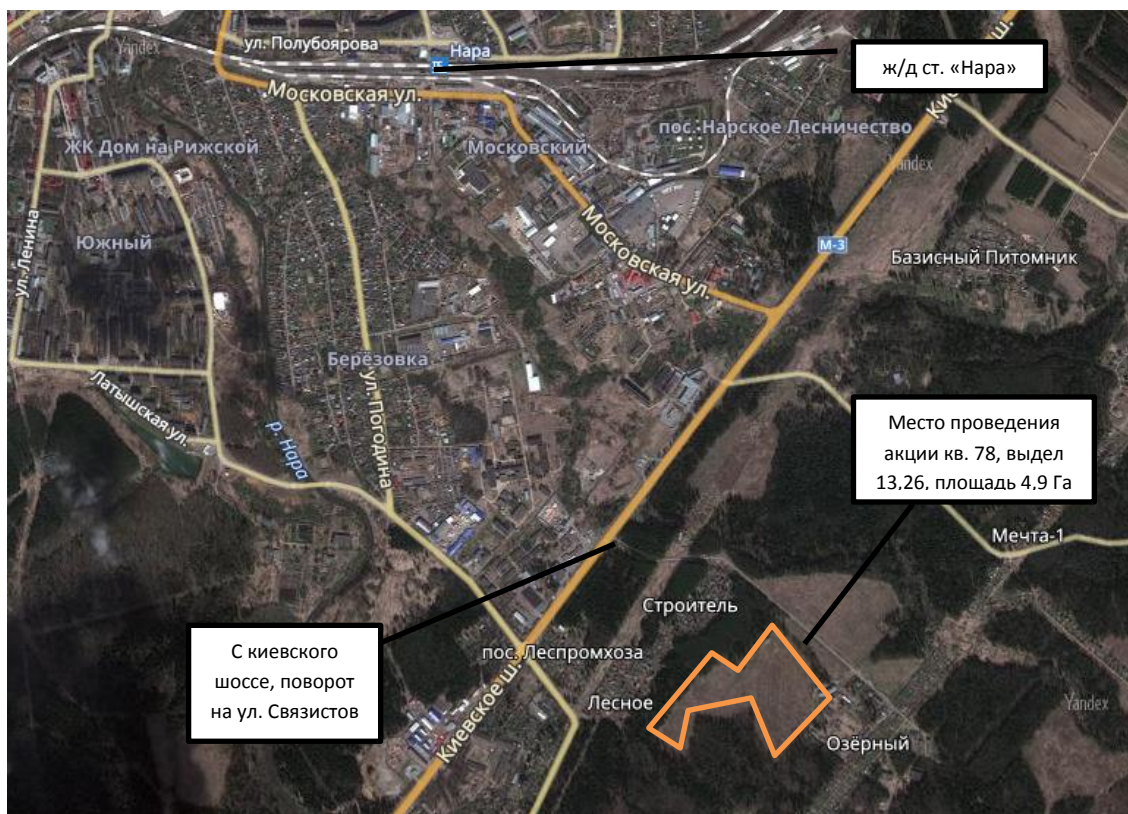 Yandex
ул. Полубоярова
Нара
ж/д ст. «Нара»
Московская ул.
Киевское ш.
пос. Нарское Лесничество
Московский
ЖК Дом на Рижской
Yandex
ул. Ленина
Южный
М-3
Базисный Питомник
Московская ул.
Берёзовка
Латышская ул.
ул. Погодина
р. Нара
Место проведения
акции кв. 78, выдел
13,26, площадь 4,9 Га
Мечта-1
Строитель
С киевского
шоссе, поворот
на ул. Связистов
пос. Леспромхоза
Лесное
Киевское ш.
Озёрный
Yandex